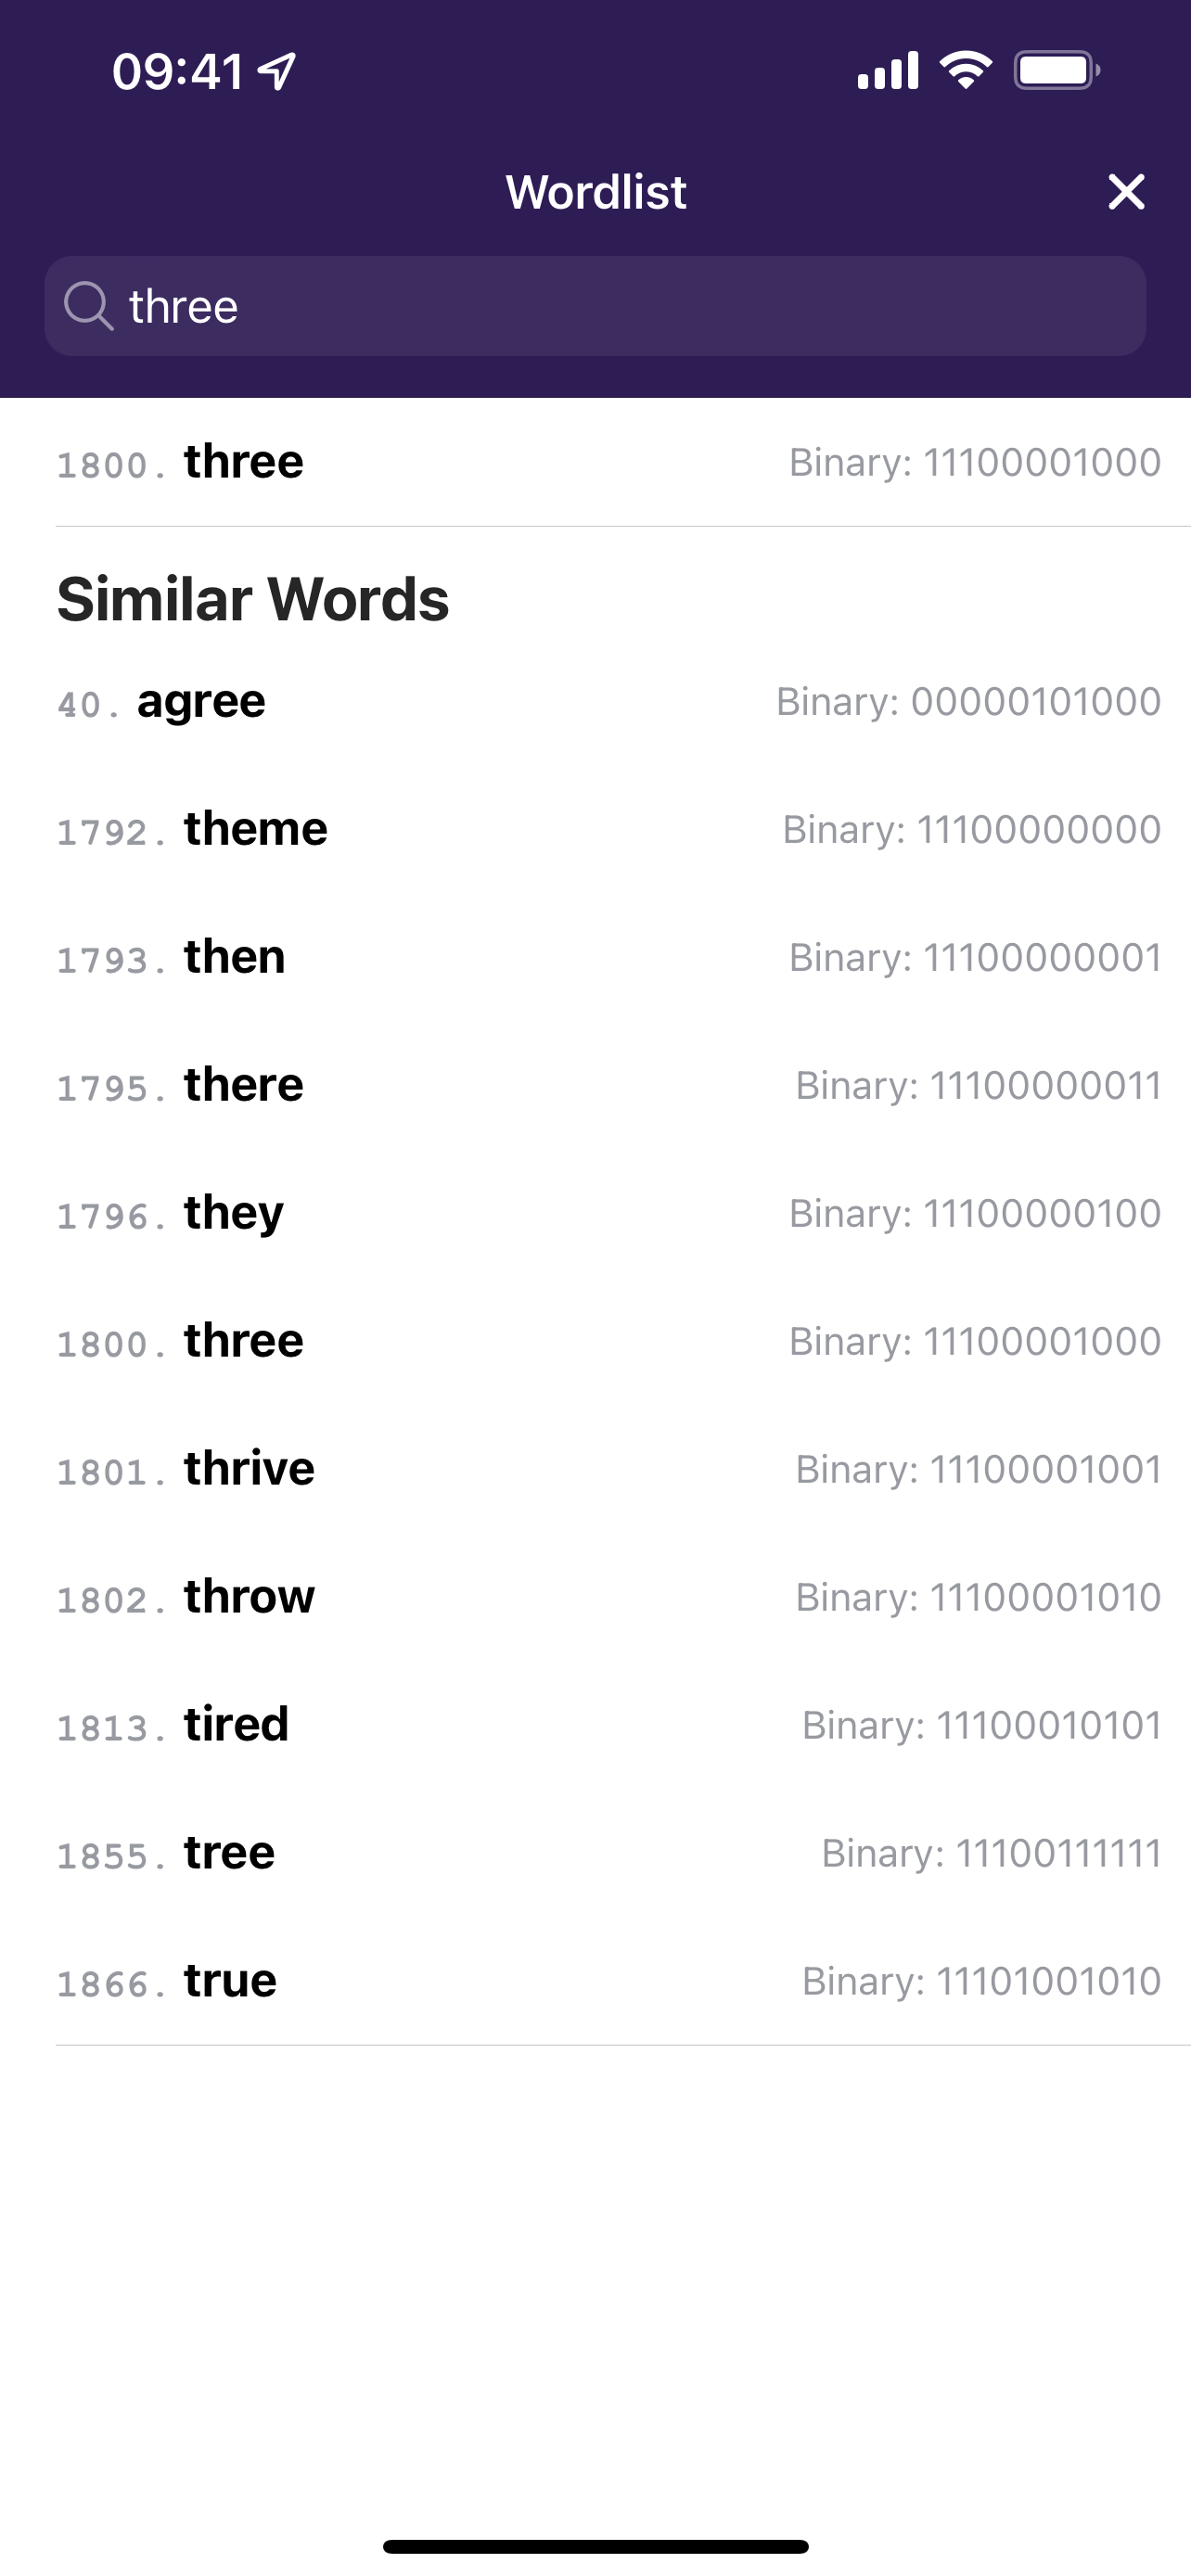 09:41
Wordlist
three
1800. three Binary: 11100001000
Similar Words
40. agree Binary: 00000101000
1792. theme Binary: 11100000000
1793. then Binary: 11100000001
1795. there Binary: 11100000011
1796. they Binary: 11100000100
1800. three Binary: 11100001000
1801. thrive Binary: 11100001001
1802. throw Binary: 11100001010
1813. tired Binary: 11100010101
1855. tree Binary: 11100111111
1866. true Binary: 11101001010